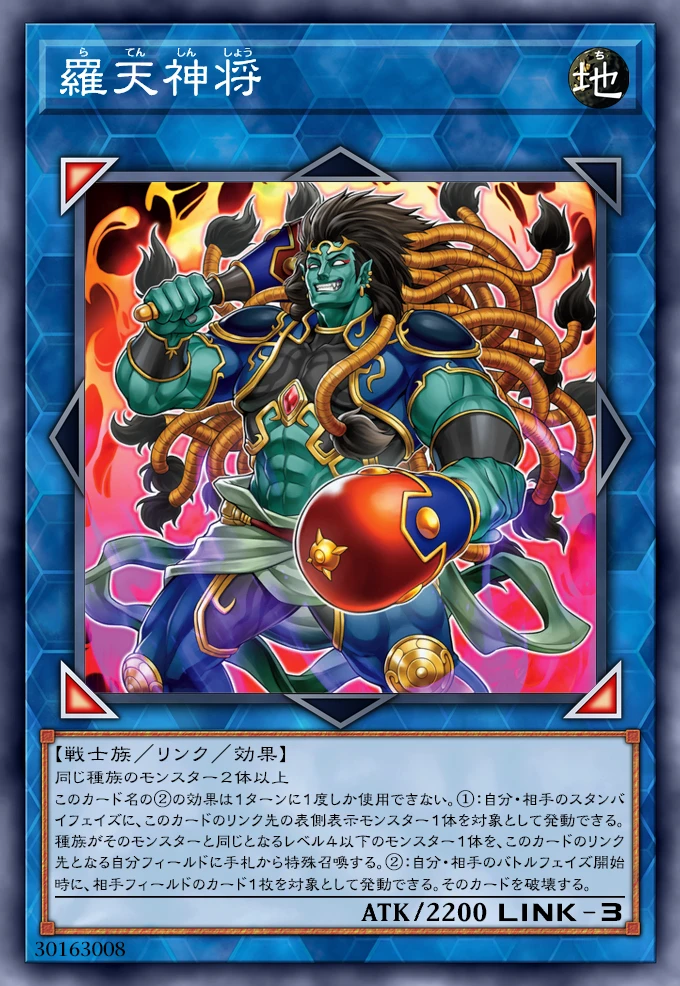 らてんしんしょう
羅天神将
ち
地
【戦士族／リンク／効果】
同じ種族のモンスター２体以上
このカード名の②の効果は１ターンに１度しか使用できない。①：自分・相手のスタンバ
イフェイズに、このカードのリンク先の表側表示モンスター１体を対象として発動できる。
種族がそのモンスターと同じとなるレベル４以下のモンスター１体を、このカードのリンク
先となる自分フィールドに手札から特殊召喚する。②：自分・相手のバトルフェイズ開始
時に、相手フィールドのカード１枚を対象として発動できる。そのカードを破壊する。
ATK/2200 LINK-3
30163008